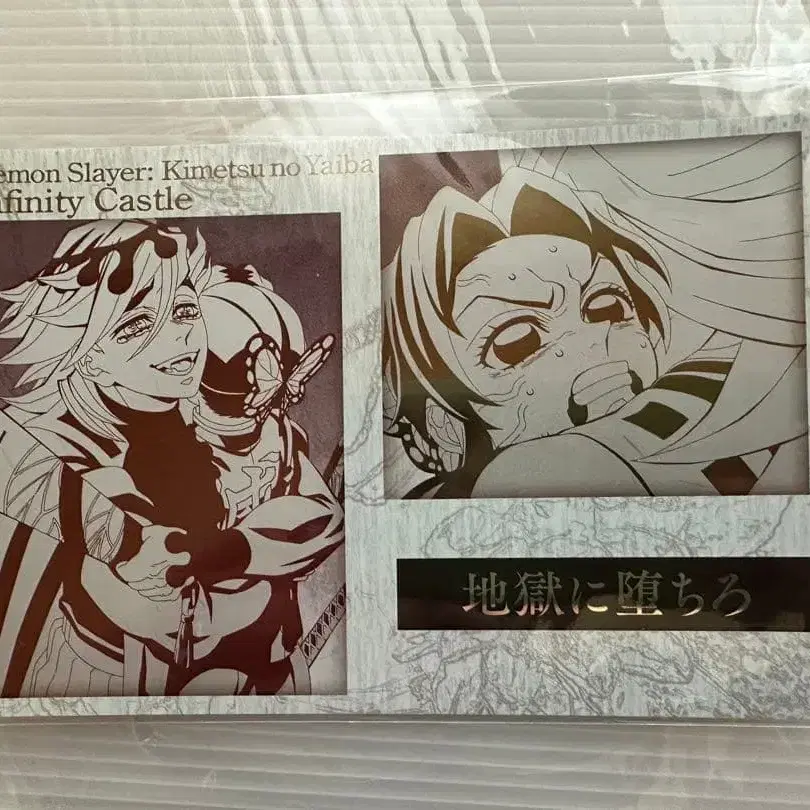 emon Slayer: Kimetsu no Yaiba
finity Castle
地獄に堕ちろ